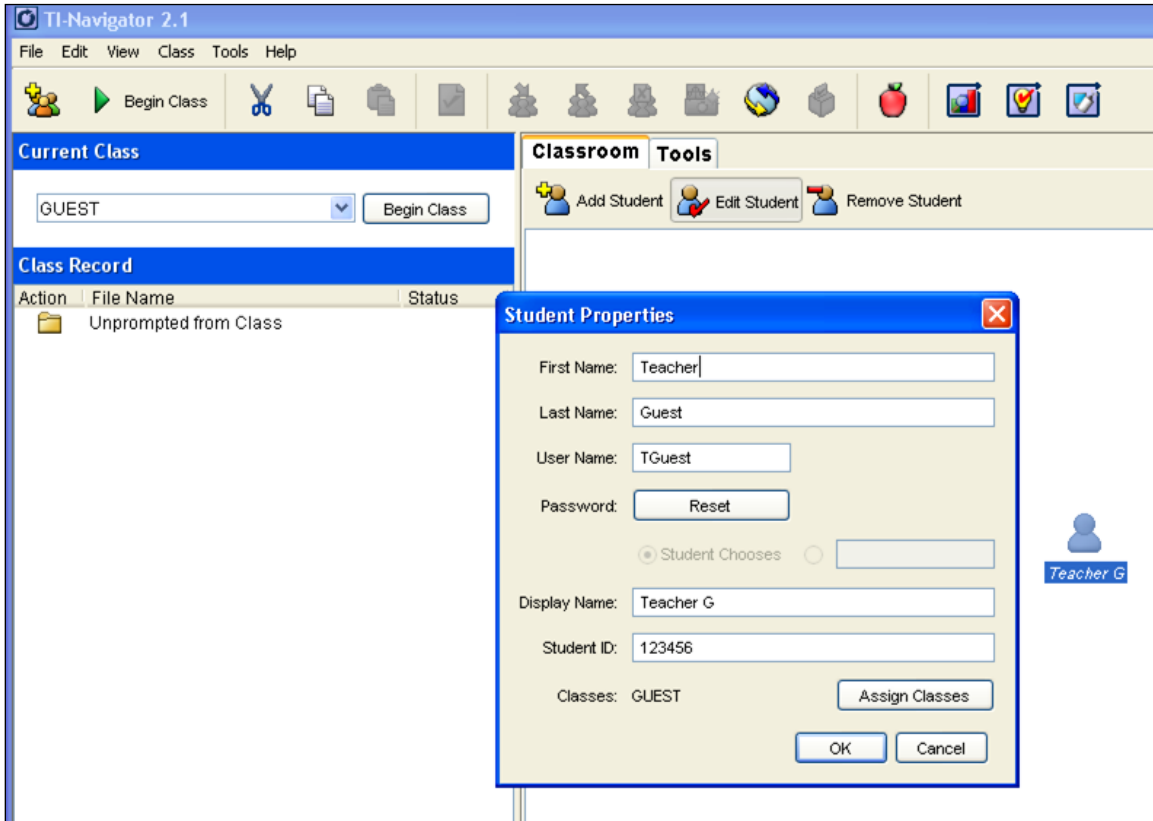 TI-Navigator 2.1
File Edit View Class Tools Help
Begin Class
Current Class
GUEST Begin Class
Class Record
Action File Name Status
Unprompted from Class
Classroom Tools
Add Student Edit Student Remove Student
Student Properties
First Name: Teacher
Last Name: Guest
User Name: TGuest
Password: Reset
Student Chooses
Display Name: Teacher G
Student ID: 123456
Classes: GUEST Assign Classes
OK Cancel
Teacher G